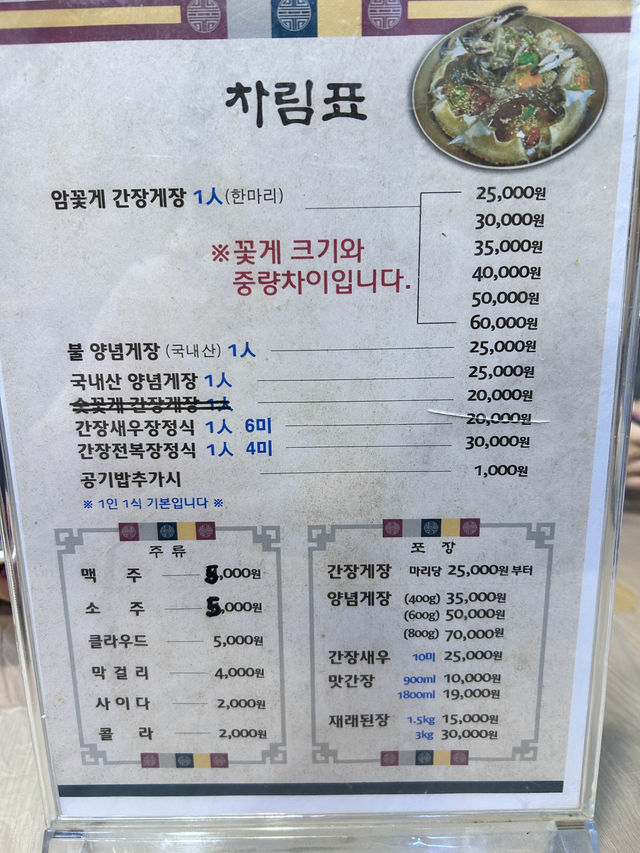 차림표
암꽃게 간장게장 1人(한마리) 25,000원
30,000원
※꽃게 크기와 35,000원
중량차이입니다. 40,000원
50,000원
60,000원
불 양념게장 (국내산) 1人 25,000원
국내산 양념게장 1人 25,000원
숫꽃게 간장게장 1人 20,000원
간장새우장정식 1人 6미 20,000원
간장전복장정식 1人 4미 30,000원
공기밥추가시 1,000원
※ 1인 1식 기본입니다 ※
주 류
맥 주 5,000원
소 주 5,000원
클라우드 5,000원
막걸리 4,000원
사이다 2,000원
콜 라 2,000원
포 장
간장게장 마리당 25,000원 부터
양념게장 (400g) 35,000원
(600g) 50,000원
(800g) 70,000원
간장새우 10미 25,000원
맛간장 900ml 10,000원
1800ml 19,000원
재래된장 1.5kg 15,000원
3kg 30,000원